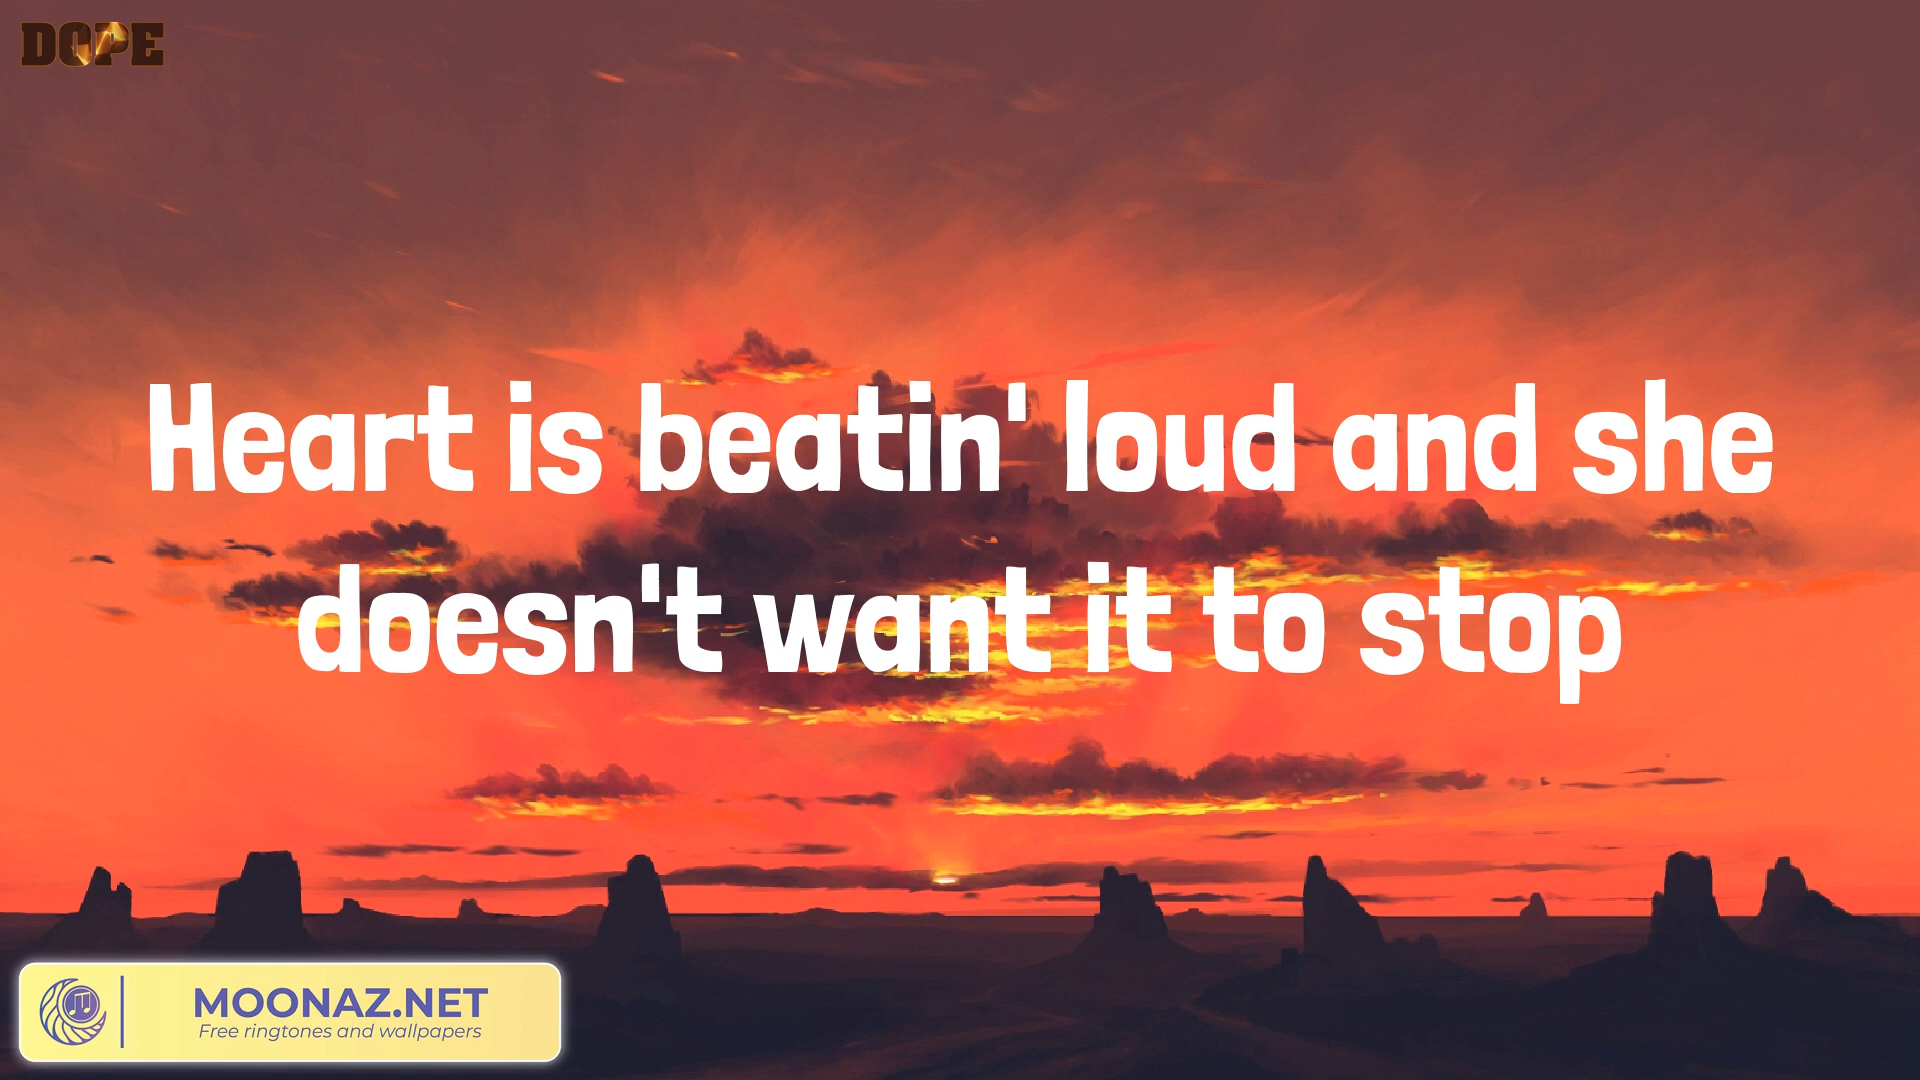 DOPE
Heart is beatin' loud and she
doesn't want it to stop
MOONAZ.NET
Free ringtones and wallpapers